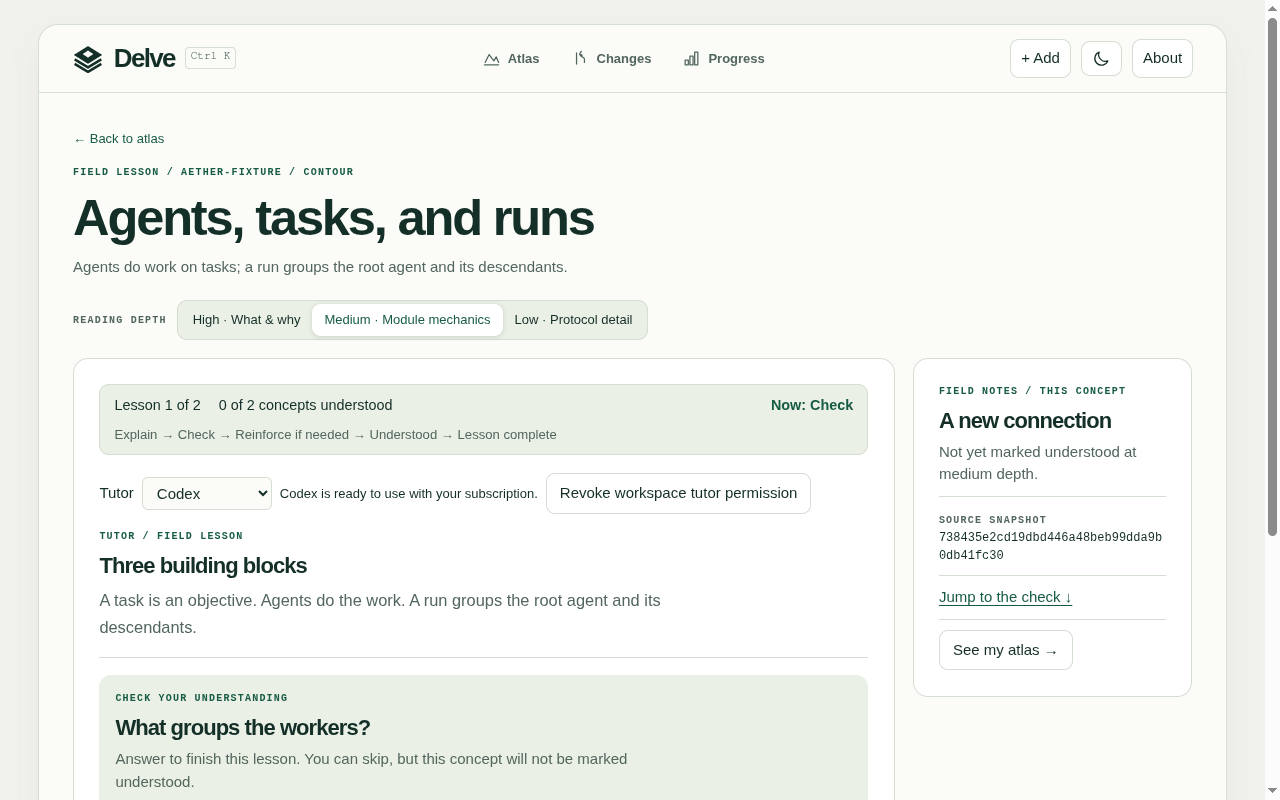 Delve
Ctrl K
Atlas
Changes
Progress
+ Add
About
← Back to atlas
FIELD LESSON / AETHER-FIXTURE / CONTOUR
Agents, tasks, and runs
Agents do work on tasks; a run groups the root agent and its descendants.
READING DEPTH
High · What & why
Medium · Module mechanics
Low · Protocol detail
Lesson 1 of 2
0 of 2 concepts understood
Now: Check
Explain → Check → Reinforce if needed → Understood → Lesson complete
Tutor
Codex
Codex is ready to use with your subscription.
Revoke workspace tutor permission
TUTOR / FIELD LESSON
Three building blocks
A task is an objective. Agents do the work. A run groups the root agent and its
descendants.
CHECK YOUR UNDERSTANDING
What groups the workers?
Answer to finish this lesson. You can skip, but this concept will not be marked
understood.
FIELD NOTES / THIS CONCEPT
A new connection
Not yet marked understood at
medium depth.
SOURCE SNAPSHOT
738435e2cd19dbd446a48beb99dda9b
0db41fc30
Jump to the check ↓
See my atlas →